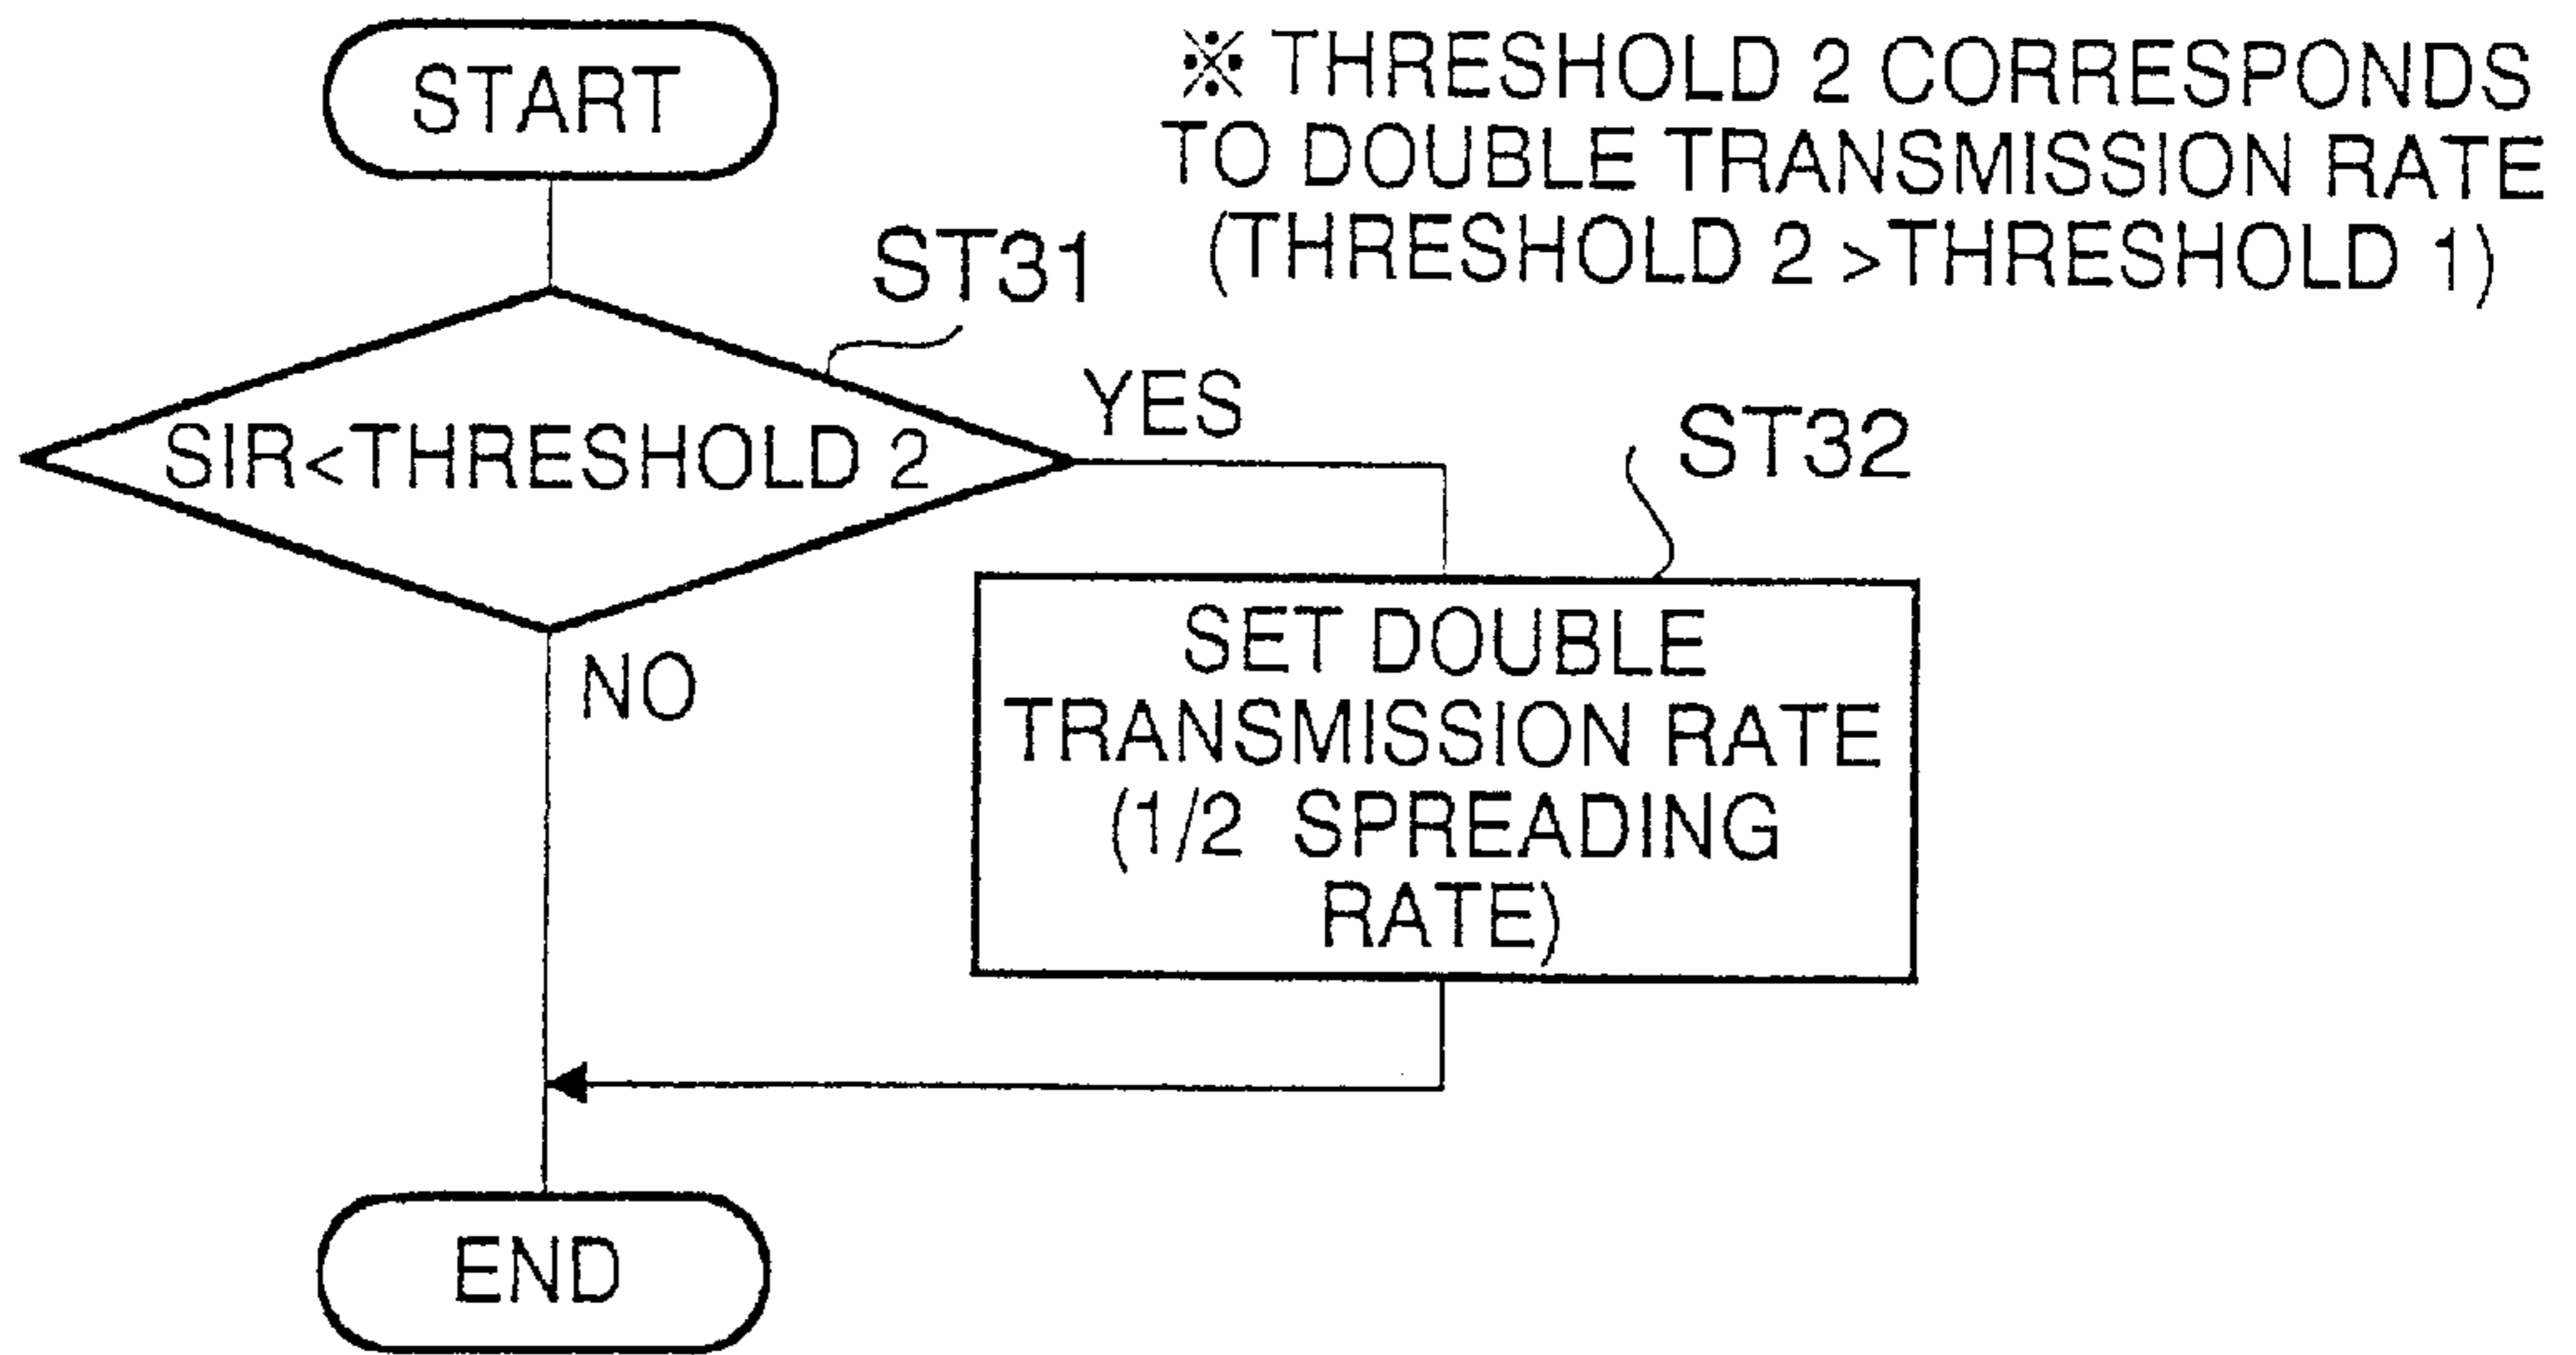 START
※ THRESHOLD 2 CORRESPONDS
TO DOUBLE TRANSMISSION RATE
(THRESHOLD 2 >THRESHOLD 1)
ST31
SIR<THRESHOLD 2
YES
ST32
NO
SET DOUBLE
TRANSMISSION RATE
(1/2 SPREADING
RATE)
END